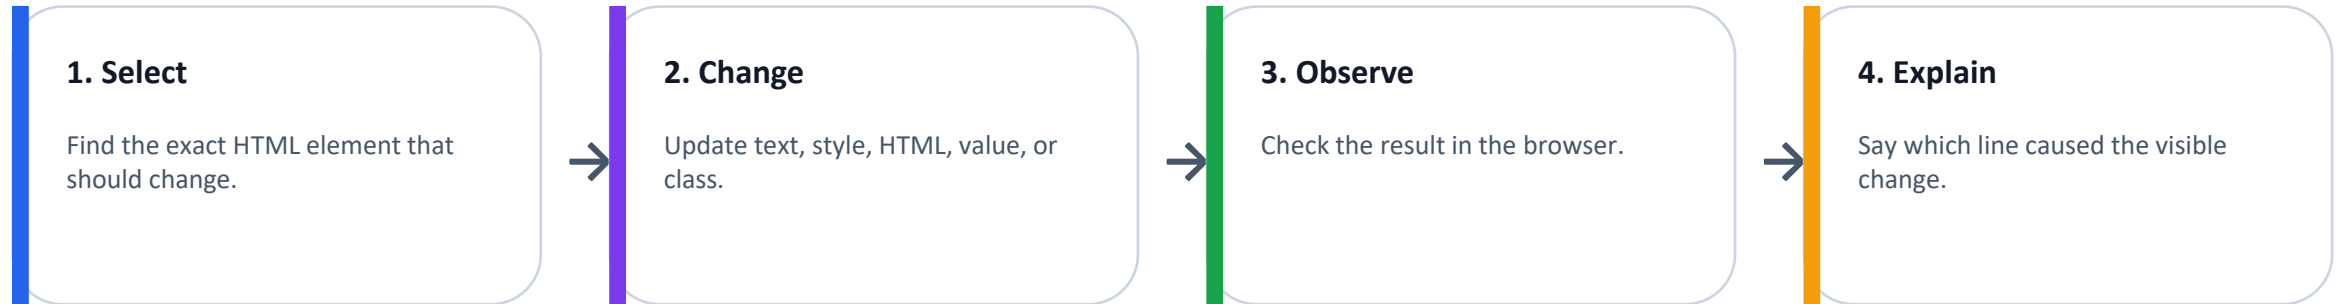 1. Select
Find the exact HTML element that
should change.
2. Change
Update text, style, HTML, value, or
class.
3. Observe
Check the result in the browser.
4. Explain
Say which line caused the visible
change.